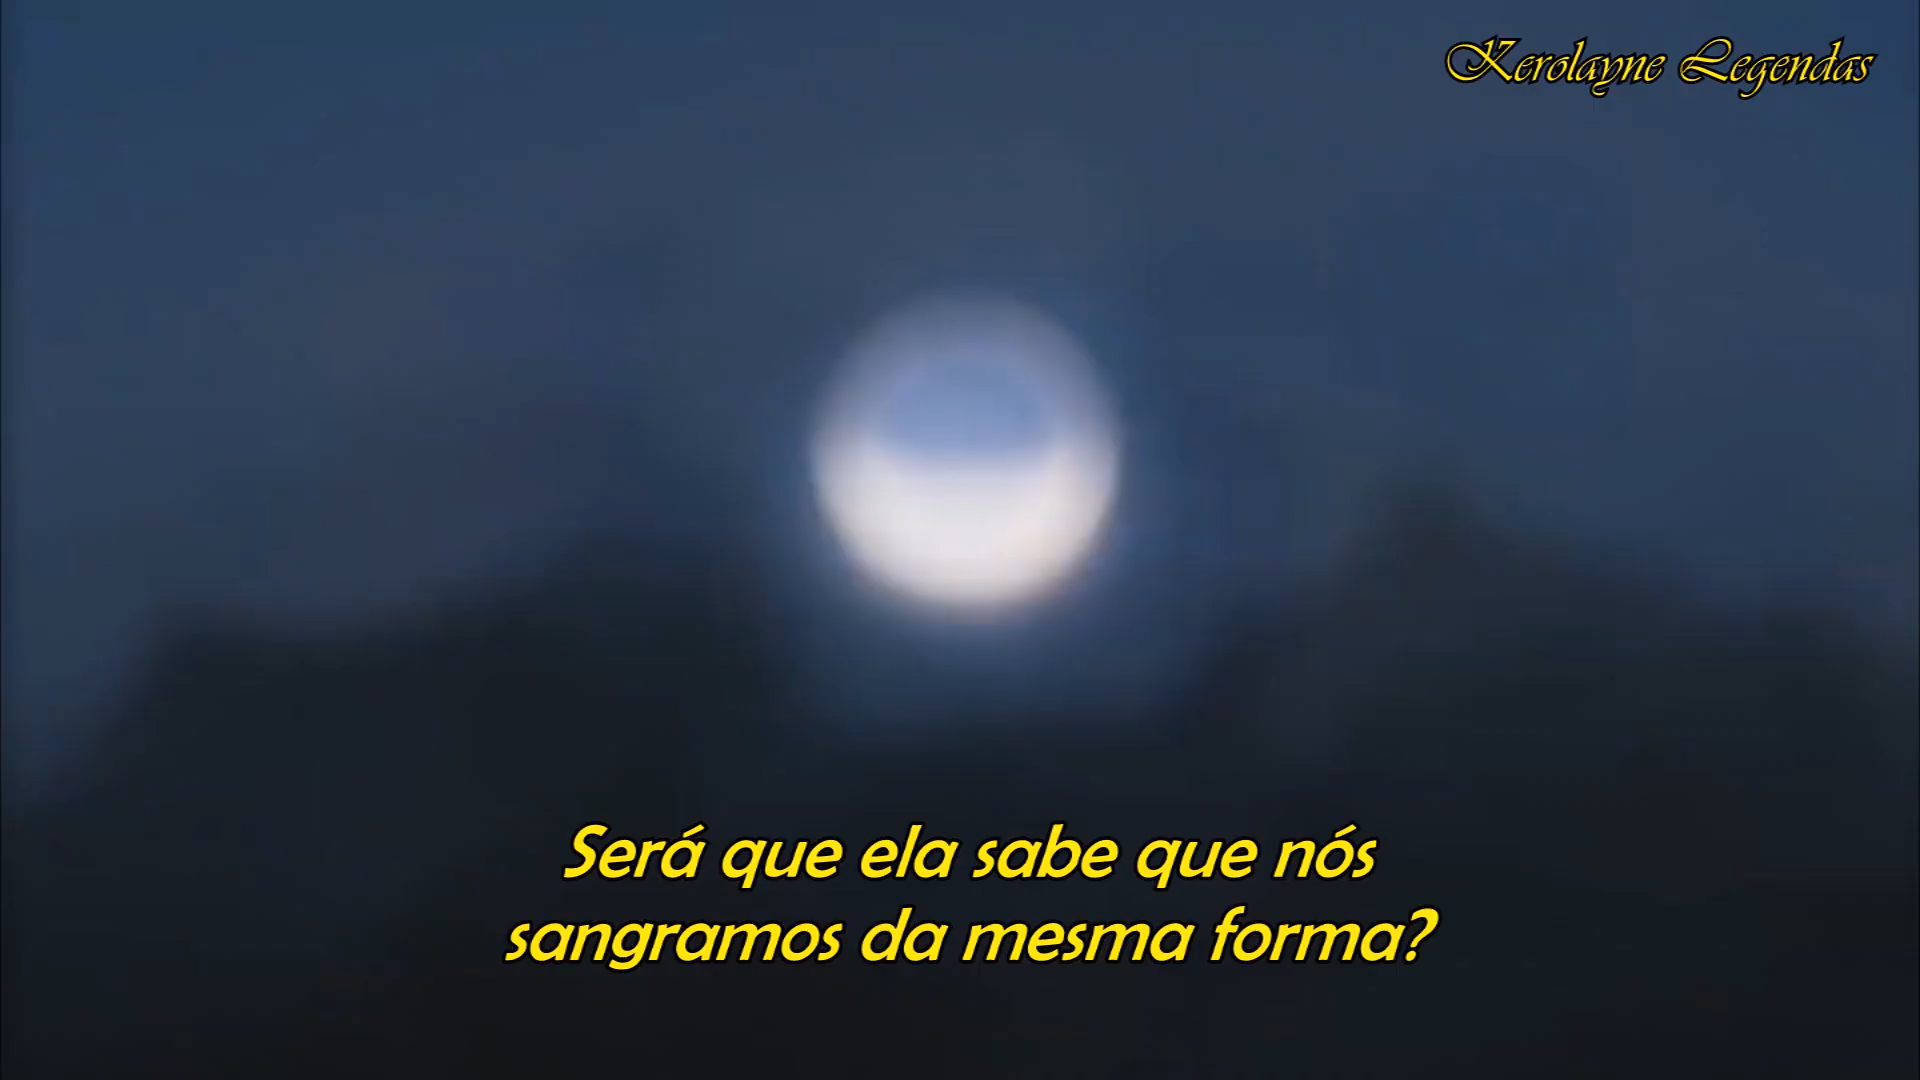 Kerolayne Legendas
Será que ela sabe que nós
sangramos da mesma forma?